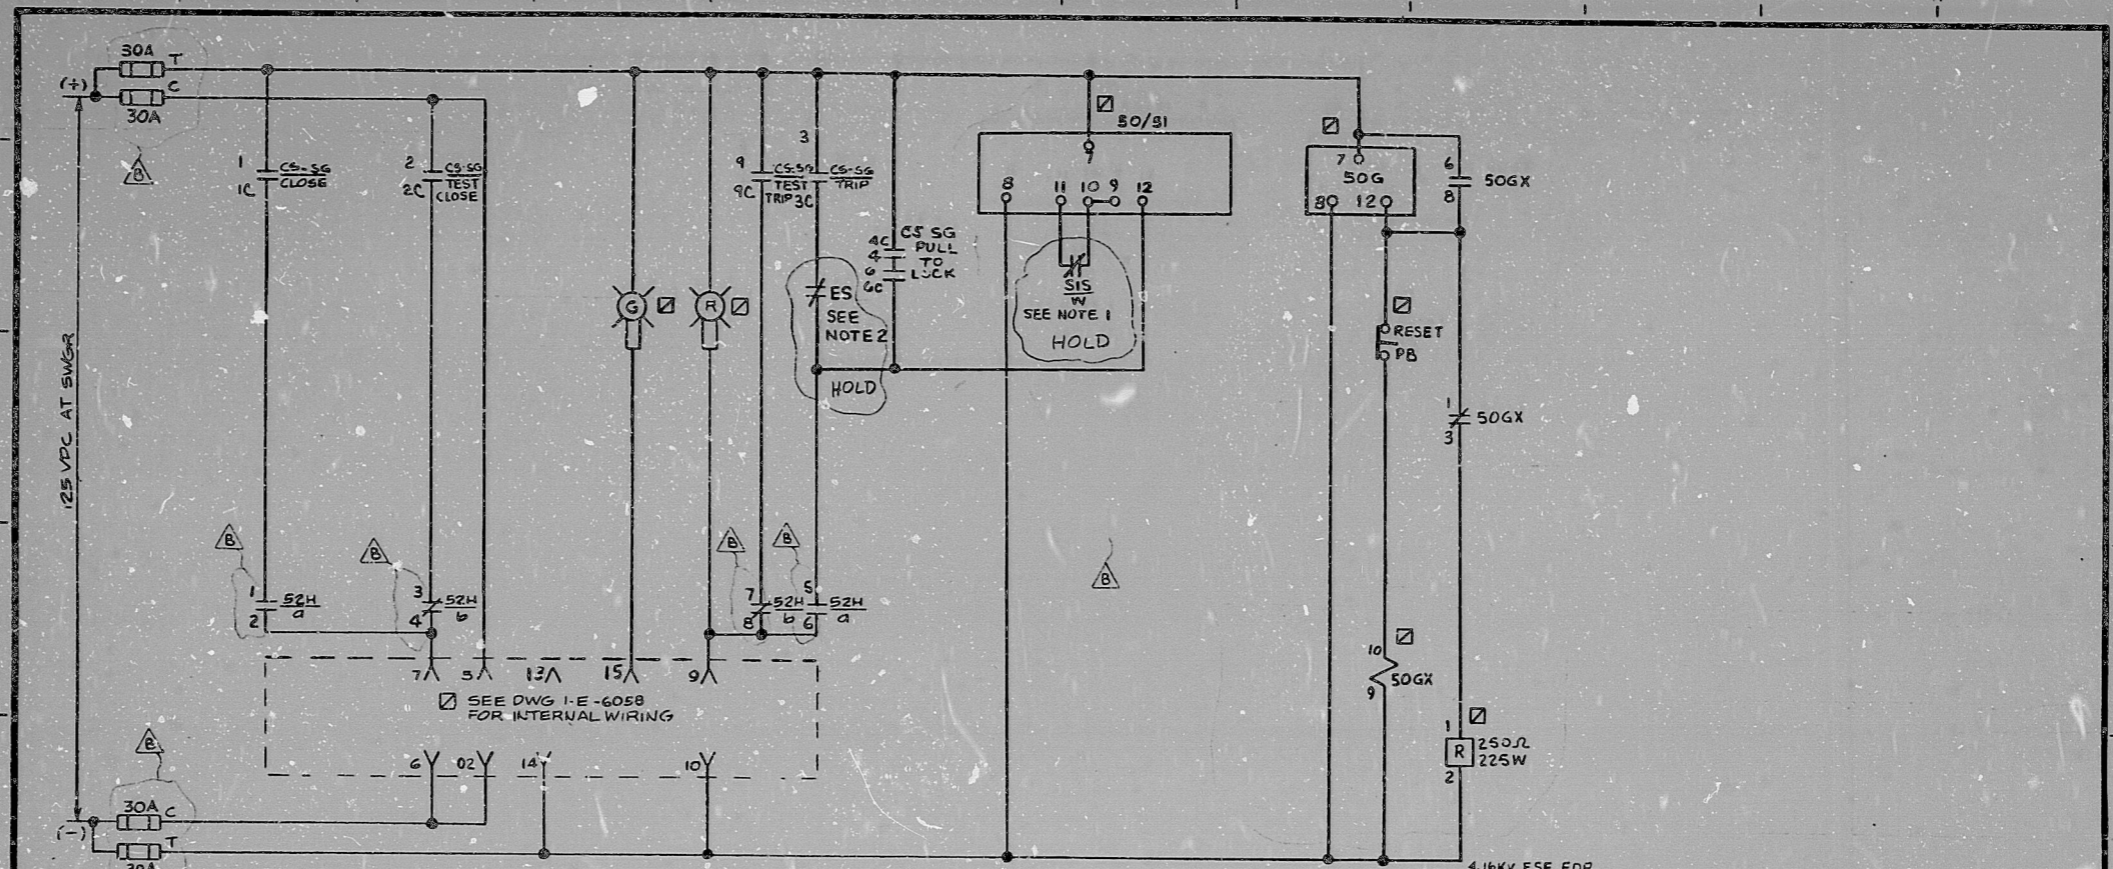 30A T
(+) C
30A
B
125 VDC AT SWGR
1 CS-SG
1C CLOSE
2 CS-SG
2C TEST
CLOSE
9 CS-SG
9C TEST
TRIP
3
CS-SG
3C TRIP
4C
4
6
6C
CS SG
PULL
TO
LOCK
G
R
ES
SEE
NOTE 2
HOLD
50/51
7
8 11 10 9 12
SIS
W
SEE NOTE 1
HOLD
7
50G
8 12
6
8
50GX
RESET
PB
1
3
50GX
B
B
B
B
B
1 52H
2 a
3 52H
4 b
7 52H
8 b
5 52H
6 a
7 5 13 15 9
SEE DWG 1-E-6058
FOR INTERNAL WIRING
6 02 14 10
10
9
50GX
1
R 250Ω
225W
2
B
30A C
(-) T
30A
4.16KV ESF FDR